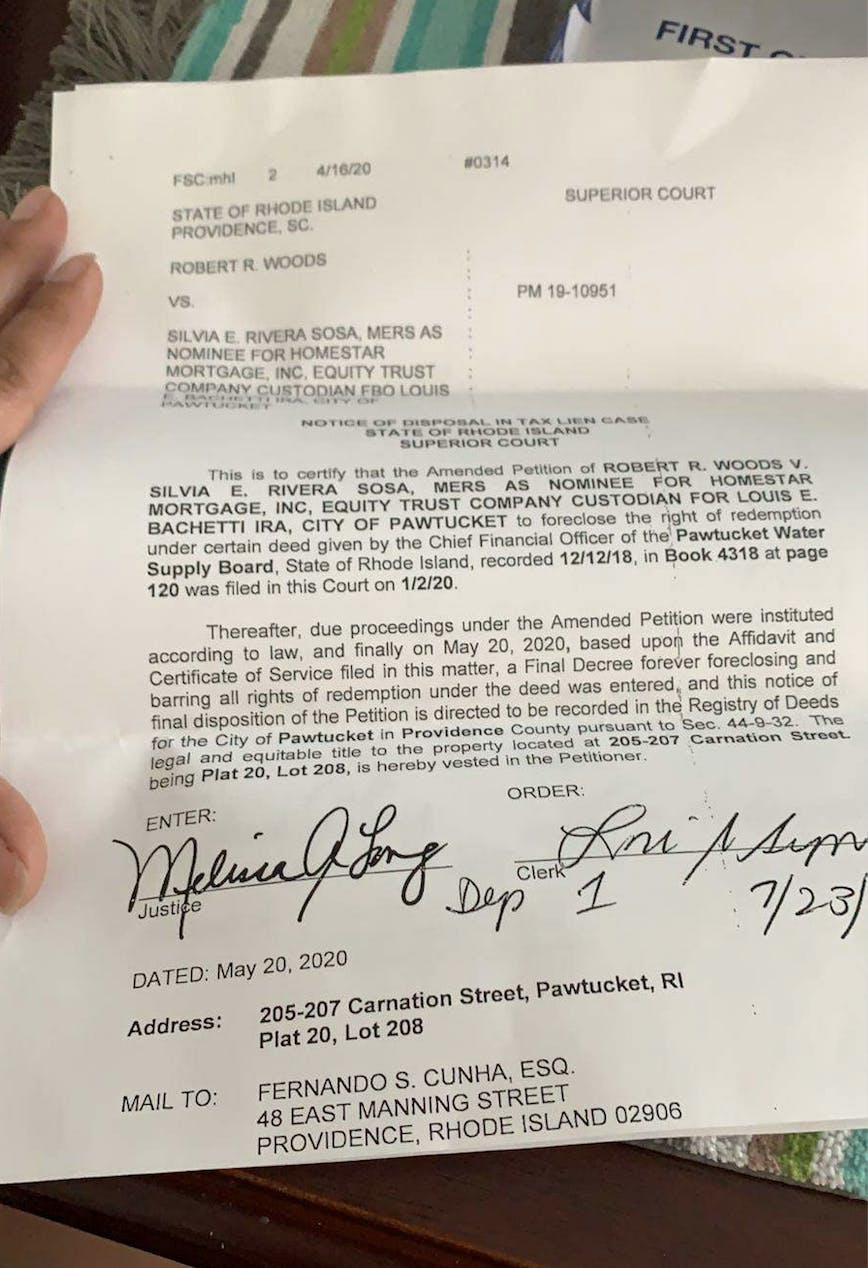 FIRST
FSC:mhl 2 4/16/20 #0314
STATE OF RHODE ISLAND SUPERIOR COURT
PROVIDENCE, SC.
ROBERT R. WOODS
VS. PM 19-10951
SILVIA E. RIVERA SOSA, MERS AS
NOMINEE FOR HOMESTAR
MORTGAGE, INC, EQUITY TRUST
COMPANY CUSTODIAN FBO LOUIS
E. BACHETTI IRA, CITY OF
PAWTUCKET
NOTICE OF DISPOSAL IN TAX LIEN CASE
STATE OF RHODE ISLAND
SUPERIOR COURT
This is to certify that the Amended Petition of ROBERT R. WOODS V.
SILVIA E. RIVERA SOSA, MERS AS NOMINEE FOR HOMESTAR
MORTGAGE, INC, EQUITY TRUST COMPANY CUSTODIAN FOR LOUIS E.
BACHETTI IRA, CITY OF PAWTUCKET to foreclose the right of redemption
under certain deed given by the Chief Financial Officer of the Pawtucket Water
Supply Board, State of Rhode Island, recorded 12/12/18, in Book 4318 at page
120 was filed in this Court on 1/2/20.
Thereafter, due proceedings under the Amended Petition were instituted
according to law, and finally on May 20, 2020, based upon the Affidavit and
Certificate of Service filed in this matter, a Final Decree forever foreclosing and
barring all rights of redemption under the deed was entered, and this notice of
final disposition of the Petition is directed to be recorded in the Registry of Deeds
for the City of Pawtucket in Providence County pursuant to Sec. 44-9-32. The
legal and equitable title to the property located at 205-207 Carnation Street.
being Plat 20, Lot 208, is hereby vested in the Petitioner.
ENTER: ORDER:
Melissa A Long
Justice Clerk
Dep 1 7/23/
DATED: May 20, 2020
Address: 205-207 Carnation Street, Pawtucket, RI
Plat 20, Lot 208
MAIL TO: FERNANDO S. CUNHA, ESQ.
48 EAST MANNING STREET
PROVIDENCE, RHODE ISLAND 02906